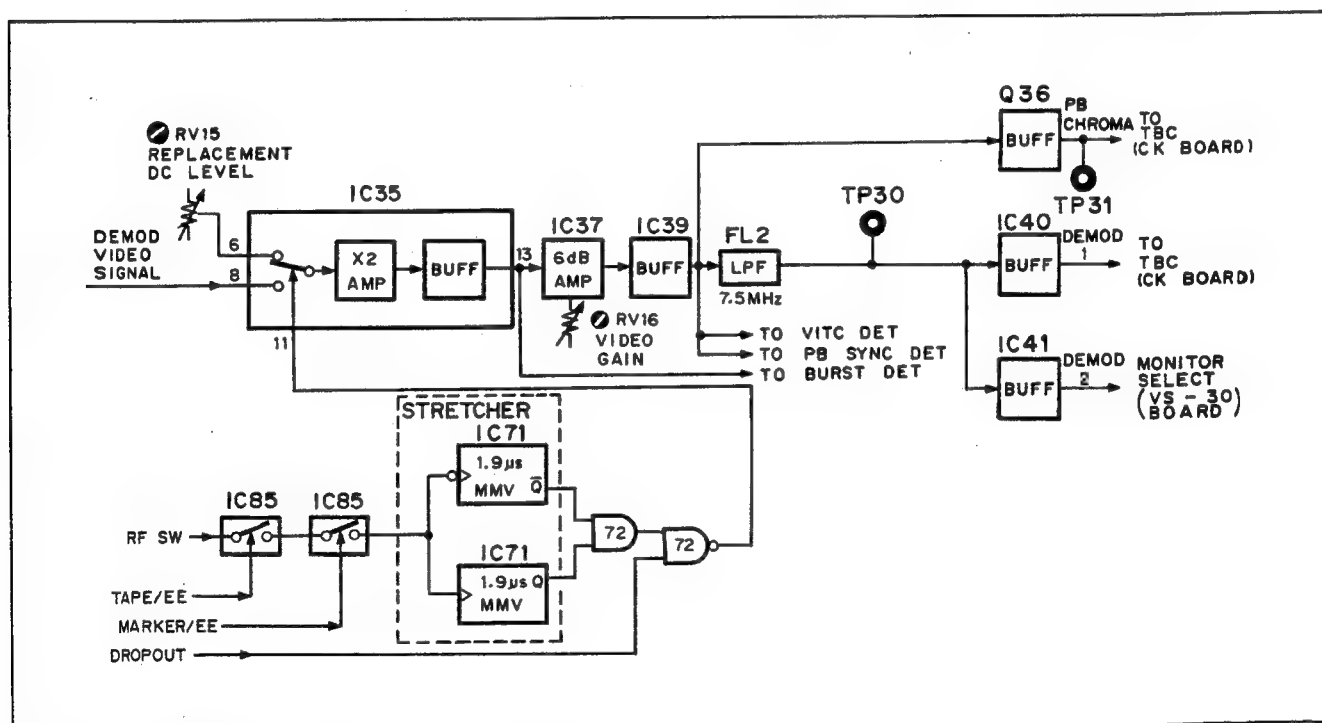 Q36
BUFF
PB
CHROMA
TO
TBC
(CK BOARD)
TP31
RV15
REPLACEMENT
DC LEVEL
IC35
6
DEMOD
VIDEO
SIGNAL
8
X2
AMP
BUFF
11
13
IC37
6dB
AMP
RV16
VIDEO
GAIN
IC39
BUFF
FL2
LPF
7.5MHz
TP30
IC40
BUFF
DEMOD
1
TO
TBC
(CK BOARD)
TO VITC DET
TO PB SYNC DET
TO BURST DET
IC41
BUFF
DEMOD
2
MONITOR
SELECT
(VS-30)
BOARD
STRETCHER
IC71
1.9µs
MMV
Q̅
IC71
1.9µs Q
MMV
72
72
IC85
IC85
RF SW
TAPE/EE
MARKER/EE
DROPOUT